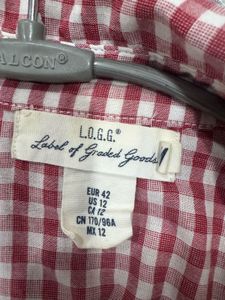 ALCON®
L.O.G.G.®
Label of Graded Goods
EUR 42
US 12
CA 12
CN 170/96A
MX 12